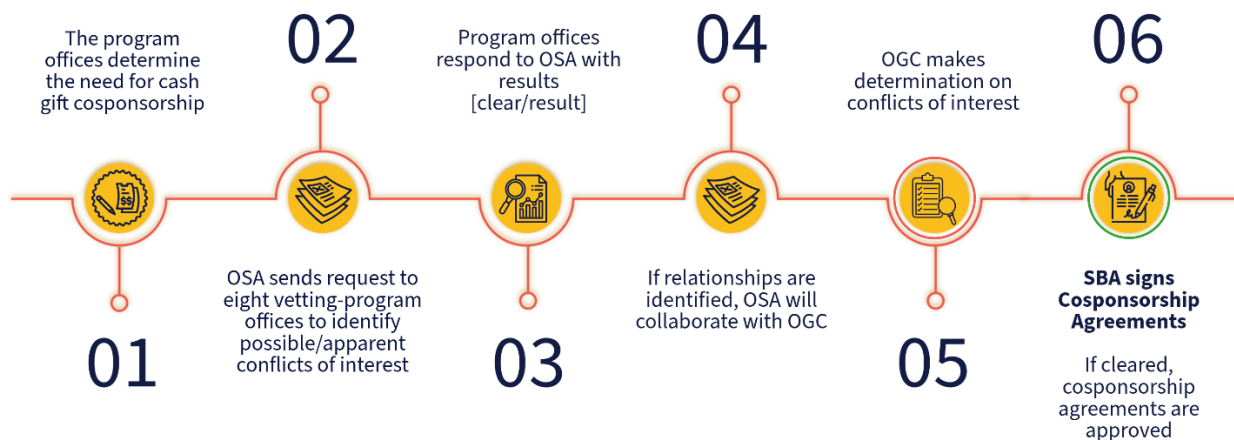 01
The program
offices determine
the need for cash
gift cosponsorship
$$
02
OSA sends request to
eight vetting-program
offices to identify
possible/apparent
conflicts of interest
Program offices
respond to OSA with
results
[clear/result]
03
04
If relationships are
identified, OSA will
collaborate with OGC
OGC makes
determination on
conflicts of interest
05
06
SBA signs
Cosponsorship
Agreements
If cleared,
cosponsorship
agreements are
approved